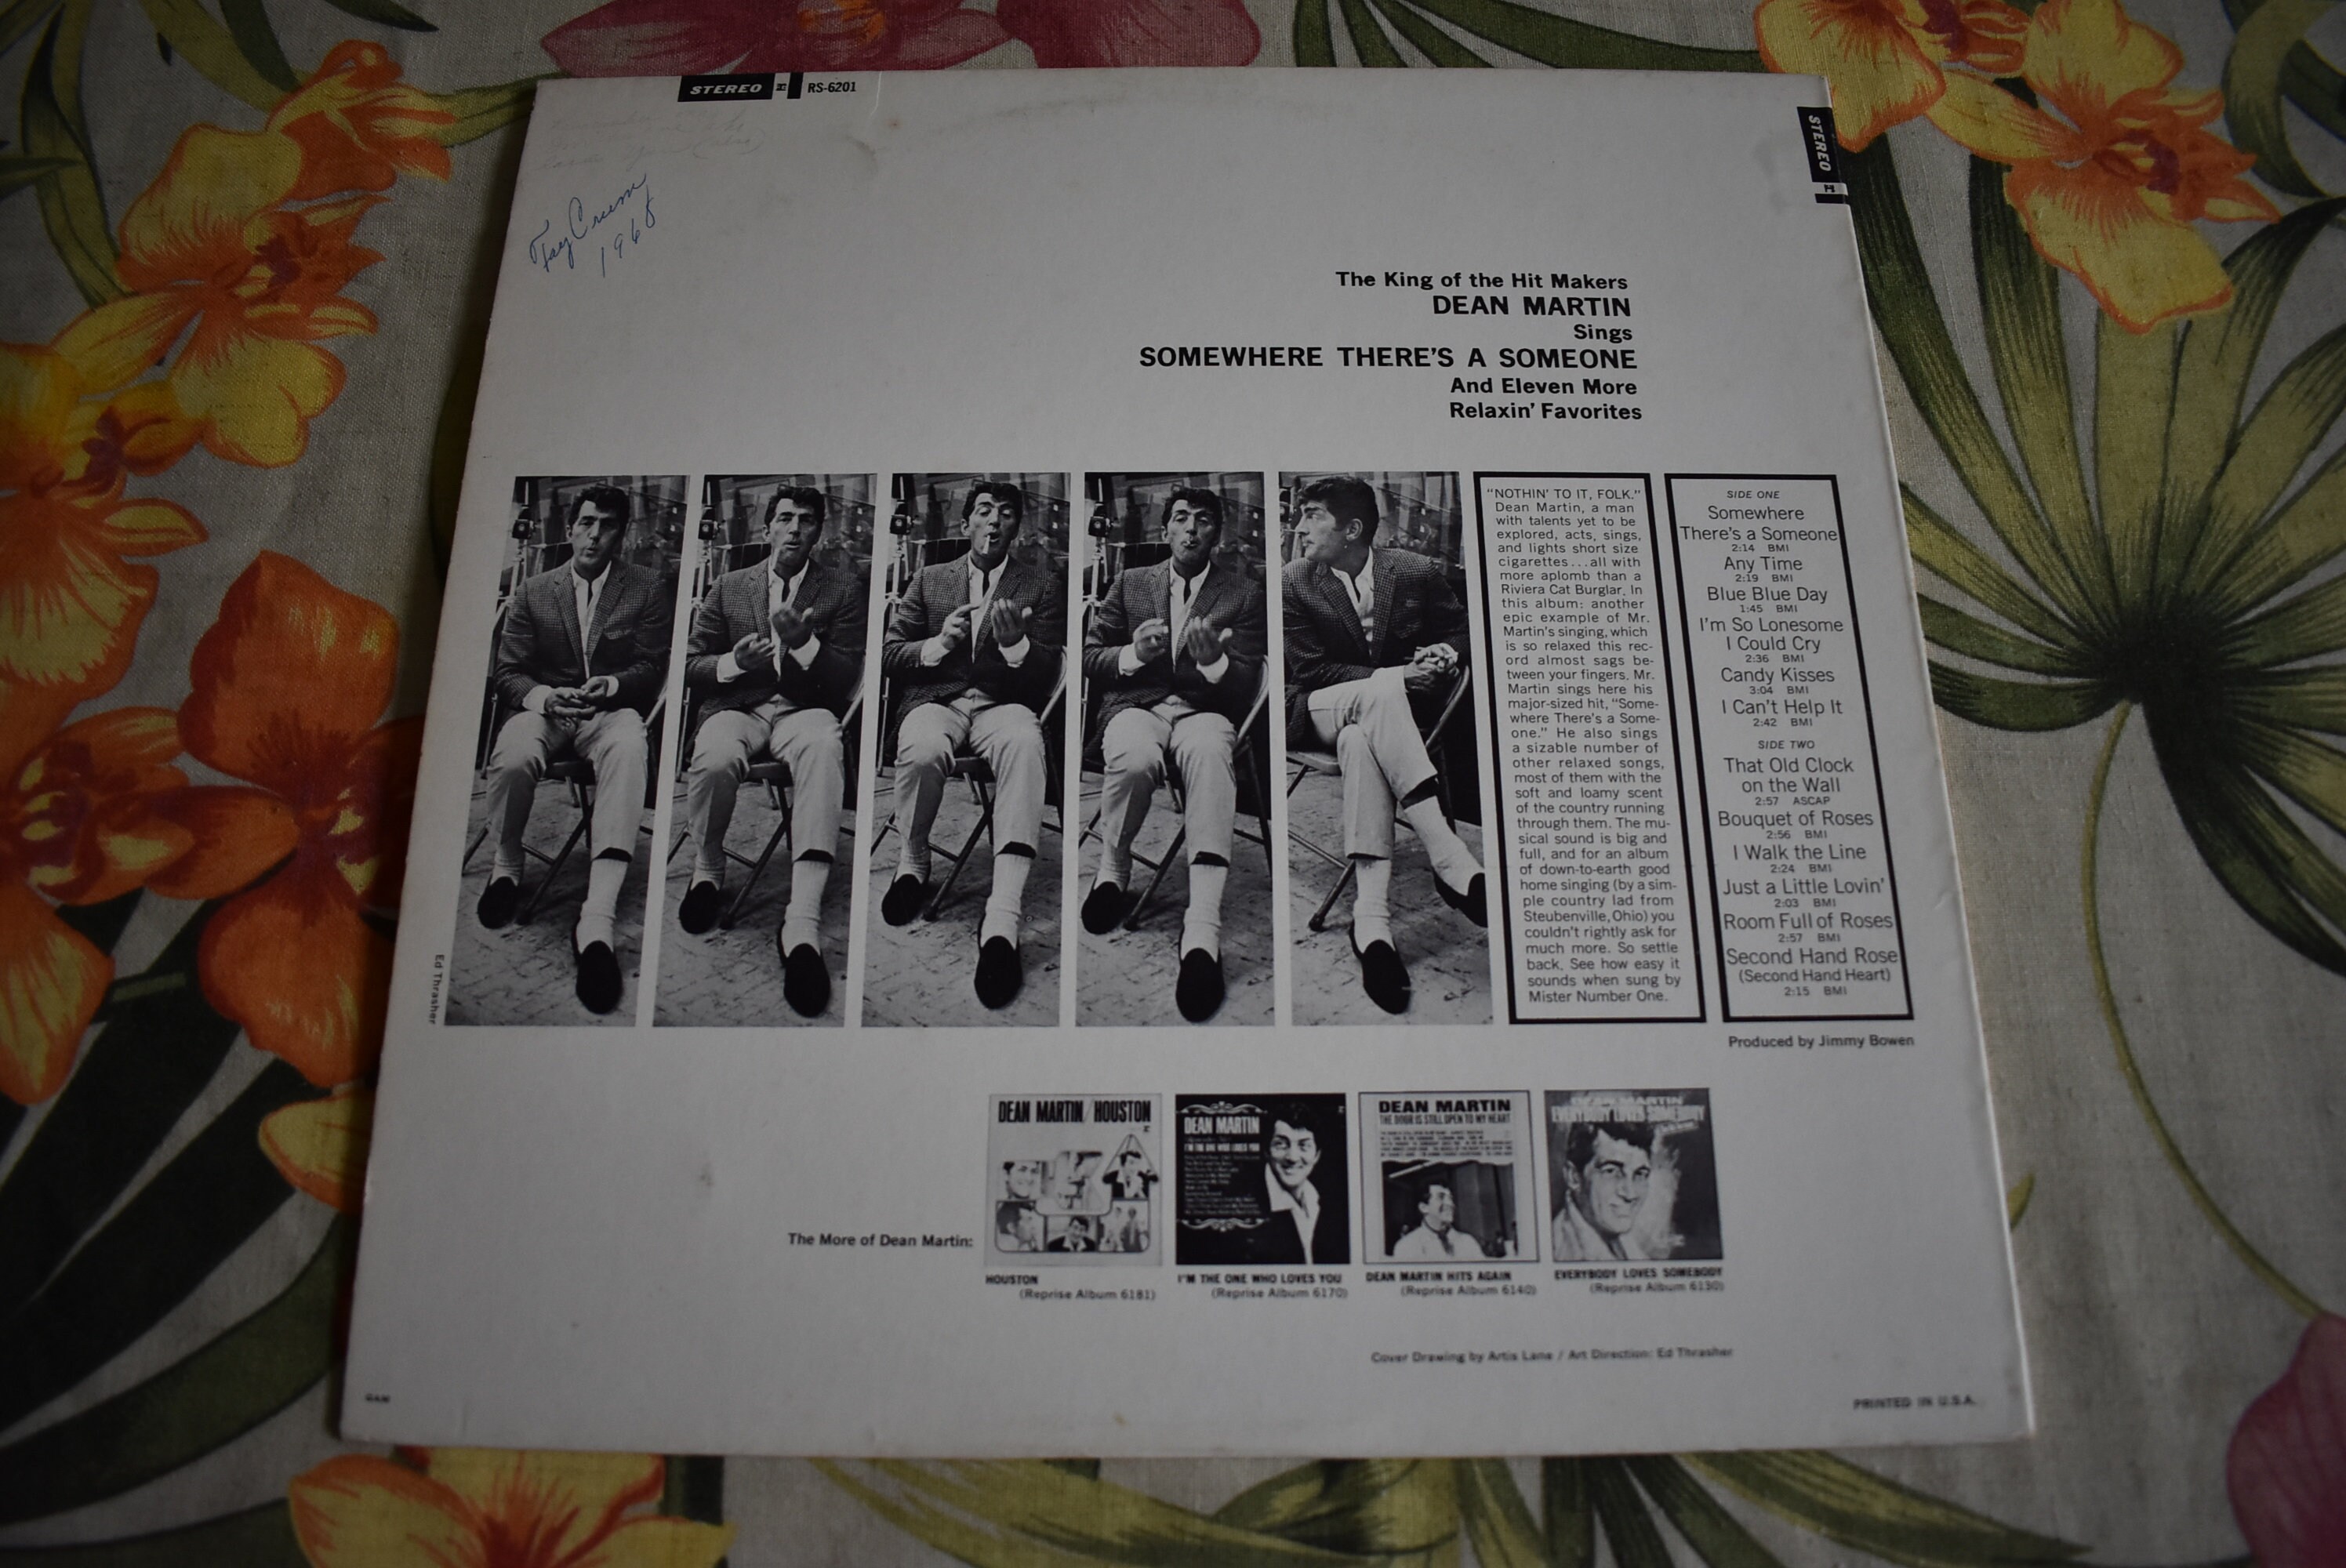 STEREO
RS-6201
STEREO
1968
The King of the Hit Makers
DEAN MARTIN
Sings
SOMEWHERE THERE'S A SOMEONE
And Eleven More
Relaxin' Favorites
"NOTHIN' TO IT, FOLK."
Dean Martin, a man
with talents yet to be
explored, acts, sings,
and lights short size
cigarettes...all with
more aplomb than a
Riviera Cat Burglar. In
this album: another
epic example of Mr.
Martin's singing, which
is so relaxed this rec-
ord almost sags be-
tween your fingers. Mr.
Martin sings here his
major-sized hit, "Some-
where There's a Some-
one." He also sings
a sizable number of
other relaxed songs,
most of them with the
soft and loamy scent
of the country running
through them. The mu-
sical sound is big and
full, and for an album
of down-to-earth good
home singing (by a sim-
ple country lad from
Steubenville, Ohio) you
couldn't rightly ask for
much more. So settle
back. See how easy it
sounds when sung by
Mister Number One.
SIDE ONE
Somewhere
There's a Someone
2:14 BMI
Any Time
2:19 BMI
Blue Blue Day
1:45 BMI
I'm So Lonesome
I Could Cry
2:36 BMI
Candy Kisses
3:04 BMI
I Can't Help It
2:42 BMI
SIDE TWO
That Old Clock
on the Wall
2:57 ASCAP
Bouquet of Roses
2:56 BMI
I Walk the Line
2:24 BMI
Just a Little Lovin'
2:03 BMI
Room Full of Roses
2:57 BMI
Second Hand Rose
(Second Hand Heart)
2:15 BMI
Ed Thrasher
Produced by Jimmy Bowen
DEAN MARTIN/HOUSTON
DEAN MARTIN
I'M THE ONE WHO LOVES YOU
DEAN MARTIN
THE DOOR IS STILL OPEN TO MY HEART
DEAN MARTIN
EVERYBODY LOVES SOMEBODY
The More of Dean Martin:
HOUSTON
(Reprise Album 6181)
I'M THE ONE WHO LOVES YOU
(Reprise Album 6170)
DEAN MARTIN HITS AGAIN
(Reprise Album 6140)
EVERYBODY LOVES SOMEBODY
(Reprise Album 6130)
Cover Drawing by Artis Lane / Art Direction: Ed Thrasher
PRINTED IN U.S.A.